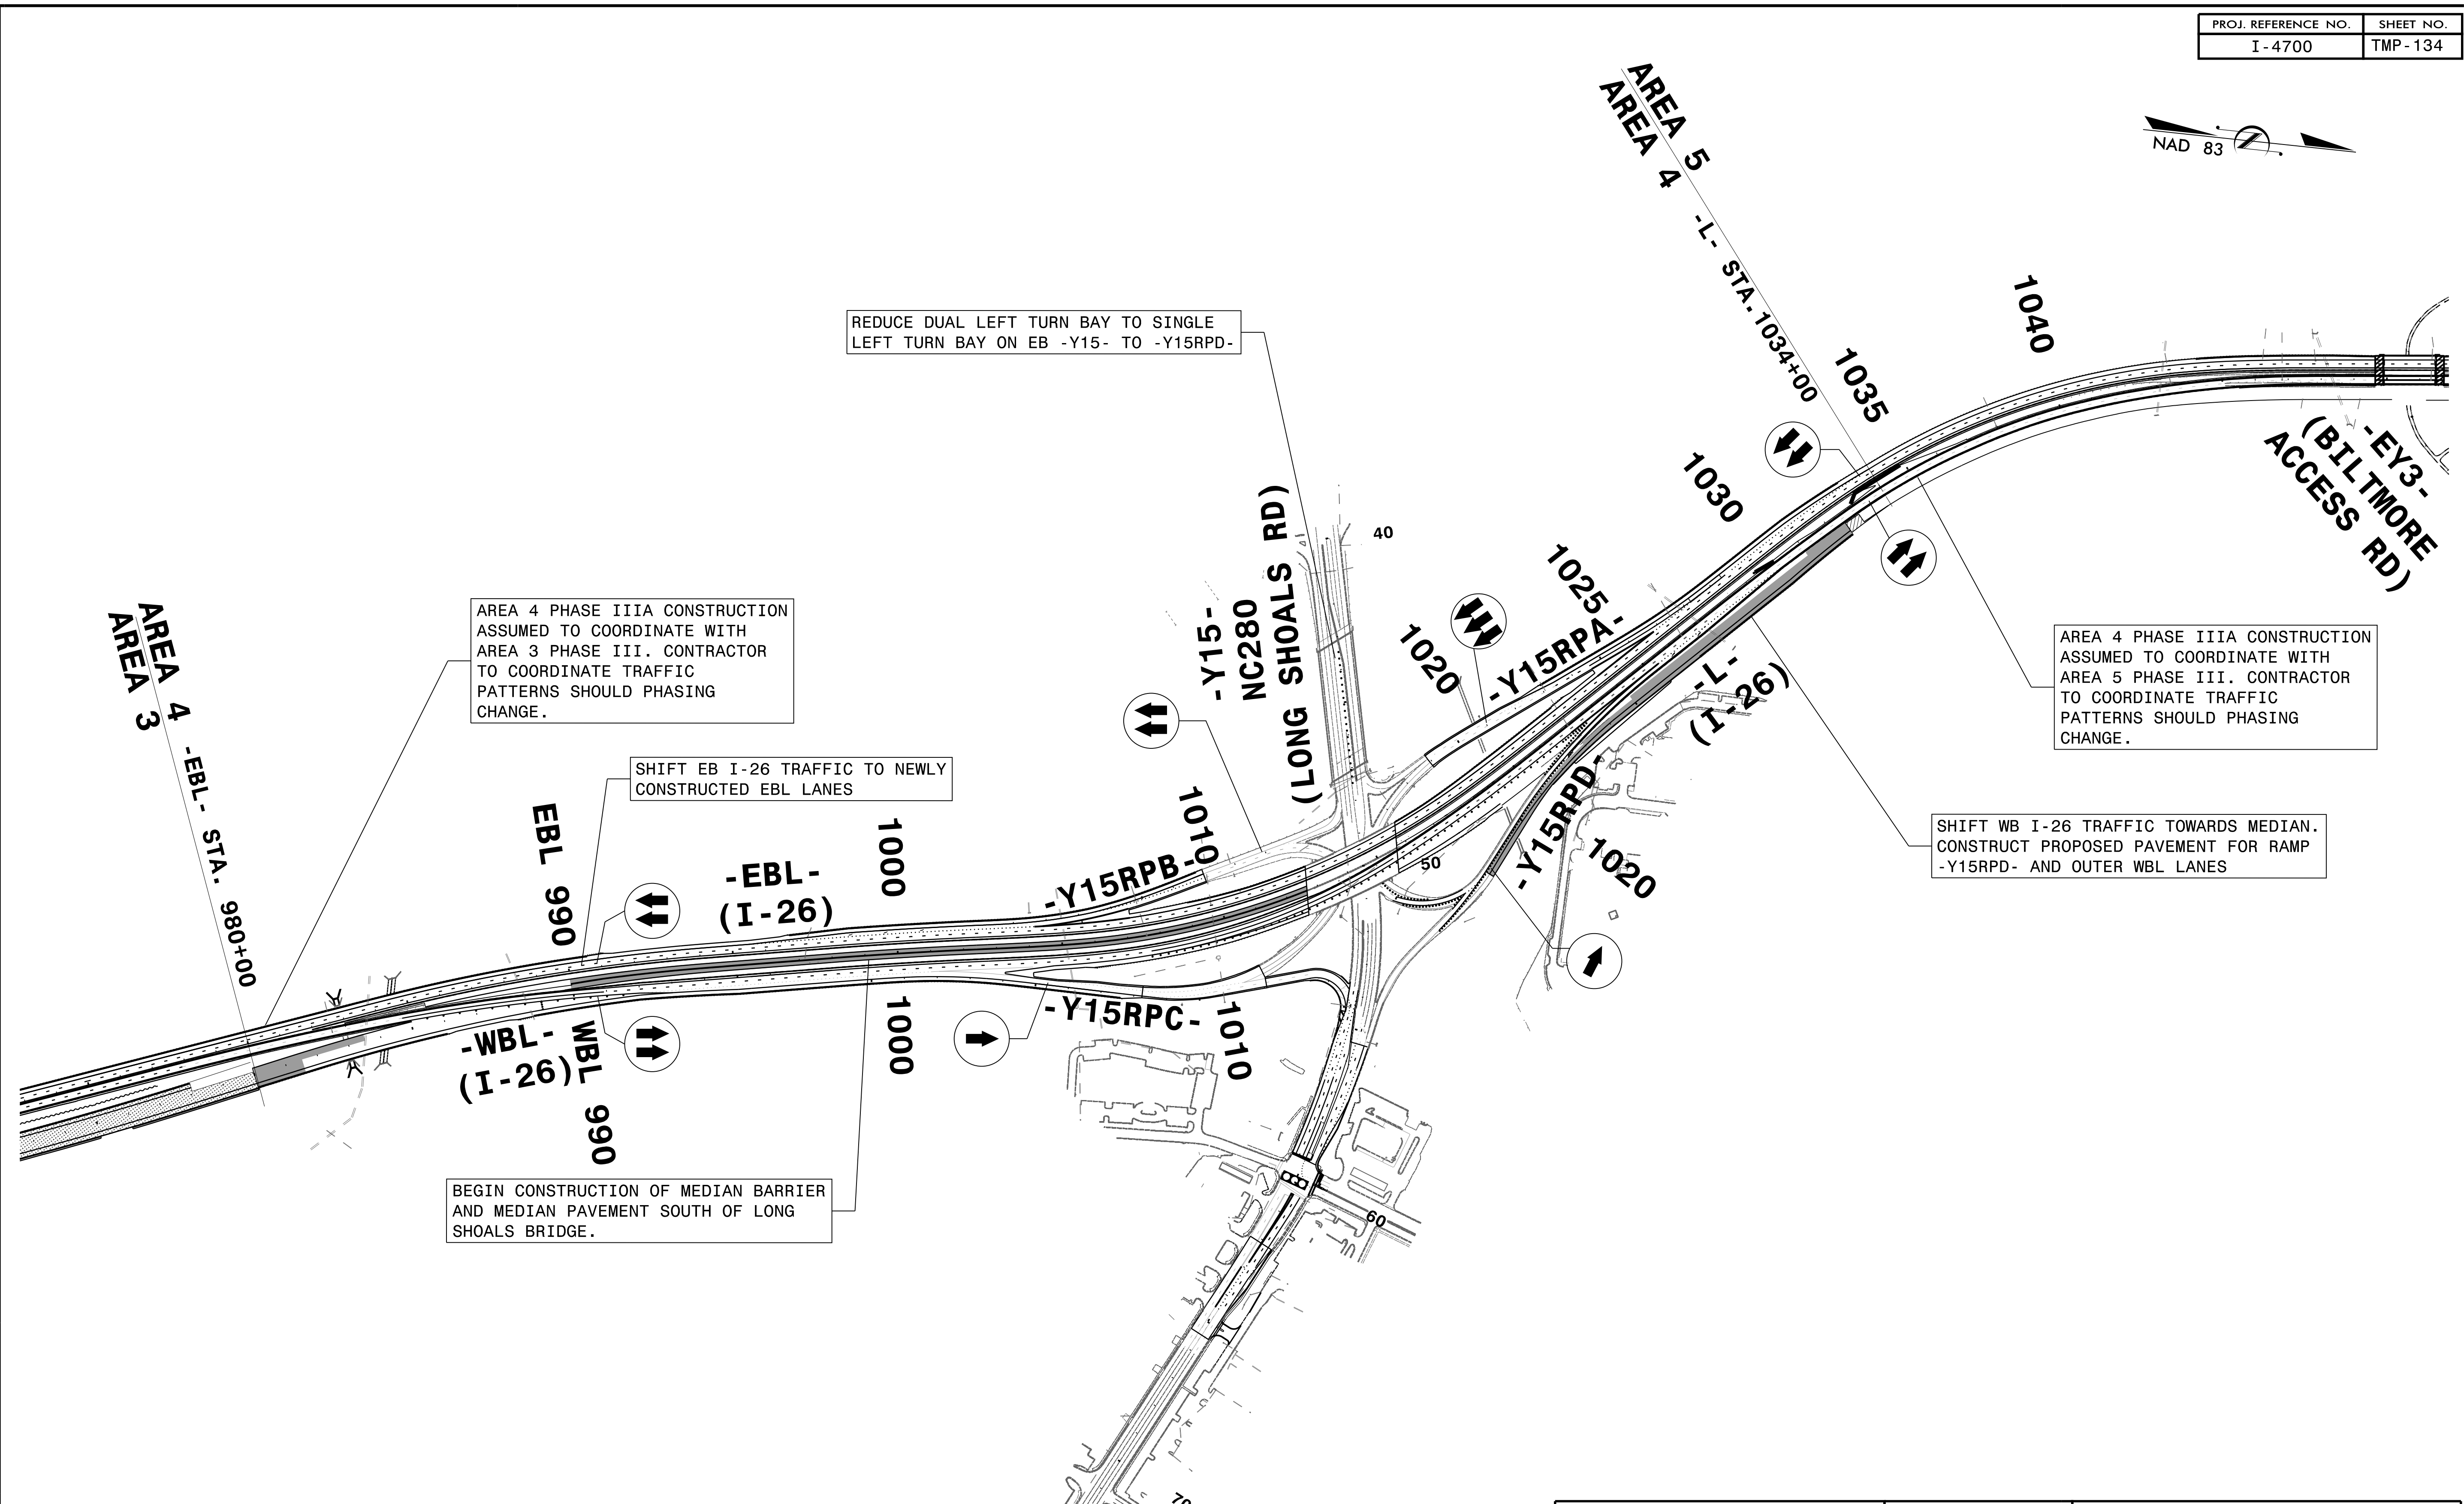 PROJ. REFERENCE NO.
SHEET NO.
I-4700
TMP-134
NAD 83
AREA 5
AREA 4
-L- STA.1034+00
1040
1035
1030
1025
1020
REDUCE DUAL LEFT TURN BAY TO SINGLE
LEFT TURN BAY ON EB -Y15- TO -Y15RPD-
-EY3-
(BILTMORE
ACCESS RD)
40
-Y15-
NC280
(LONG SHOALS RD)
-Y15RPA-
-L-
(I-26)
AREA 4 PHASE IIIA CONSTRUCTION
ASSUMED TO COORDINATE WITH
AREA 3 PHASE III. CONTRACTOR
TO COORDINATE TRAFFIC
PATTERNS SHOULD PHASING
CHANGE.
AREA 4 PHASE IIIA CONSTRUCTION
ASSUMED TO COORDINATE WITH
AREA 5 PHASE III. CONTRACTOR
TO COORDINATE TRAFFIC
PATTERNS SHOULD PHASING
CHANGE.
AREA 4
AREA 3
-EBL- STA. 980+00
SHIFT EB I-26 TRAFFIC TO NEWLY
CONSTRUCTED EBL LANES
EBL 990
1000
1010
-EBL-
(I-26)
-Y15RPB-
50
-Y15RPD-
1020
SHIFT WB I-26 TRAFFIC TOWARDS MEDIAN.
CONSTRUCT PROPOSED PAVEMENT FOR RAMP
-Y15RPD- AND OUTER WBL LANES
-WBL-
(I-26)
WBL 990
1000
-Y15RPC-
1010
BEGIN CONSTRUCTION OF MEDIAN BARRIER
AND MEDIAN PAVEMENT SOUTH OF LONG
SHOALS BRIDGE.
60
70